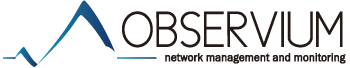 OBSERVIUM
network management and monitoring